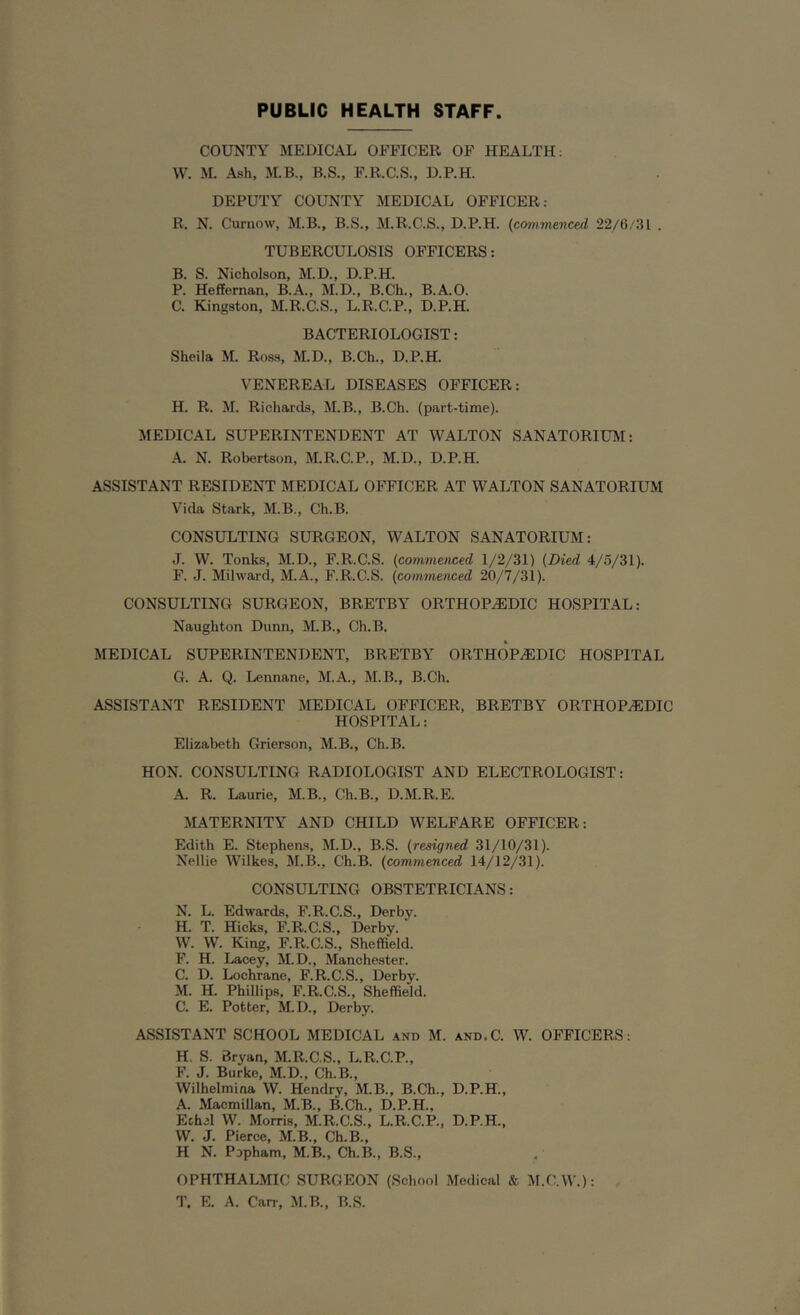 PUBLIC HEALTH STAFF.
COUNTY MEDICAL OFFICER OF HEALTH:
W. M. Ash, M.B., B.S., F.R.C.S., D.P.H.
DEPUTY COUNTY MEDICAL OFFICER:
R. N. Curnow, M.B., B.S., M.R.C.S., D.P.H. (commenced 22/6/31 .
TUBERCULOSIS OFFICERS:
B. S. Nicholson, M.D., D.P.H.
P. Heffernan, B.A., M.D., B.Ch., B.A.O.
C. Kingston, M.R.C.S., L.R.C.P., D.P.H.
BACTERIOLOGIST:
Sheila M. Ross, M.D., B.Ch., D.P.H.
VENEREAL DISEASES OFFICER:
H. R. M. Richards, M.B., B.Ch. (part-time).
MEDICAL SUPERINTENDENT AT WALTON SANATORIUM:
A. N. Robertson, M.R.C.P., M.D., D.P.H.
ASSISTANT RESIDENT MEDICAL OFFICER AT WALTON SANATORIUM
Vida Stark, M.B., Ch.B.
CONSULTING SURGEON, WALTON SANATORIUM:
J. W. Tonks, M.D., F.R.C.S. (commenced 1/2/31) (Died 4/5/31).
F. J. Milward, M.A., F.R.C.S. (commenced 20/7/31).
CONSULTING SURGEON, BRETBY ORTHOPÆDIC HOSPITAL:
Naughton Dunn, M.B., Ch.B.
MEDICAL SUPERINTENDENT, BRETBY ORTHOPÆDIC HOSPITAL
G. A. Q. Lennane, M.A., M.B., B.Ch.
ASSISTANT RESIDENT MEDICAL OFFICER, BRETBY ORTHOPÆDIC
HOSPITAL:
Elizabeth Grierson, M.B., Ch.B.
HON. CONSULTING RADIOLOGIST AND ELECTROLOGIST:
A. R. Laurie, M.B., Ch.B., D.M.R.E.
MATERNITY AND CHILD WELFARE OFFICER:
Edith E. Stephens, M.D., B.S. (resigned 31/10/31).
Nellie Wilkes, M.B., Ch.B. (commenced 14/12/31).
CONSULTING OBSTETRICIANS:
N. L. Edwards, F.R.C.S., Derby.
H. T. Hicks, F.R.C.S., Derby.
W. W. King, F.R.C.S., Sheffield.
F. H. Lacey, M.D., Manchester.
C. D. Lochrane, F.R.C.S., Derby.
M. H. Phillips, F.R.C.S., Sheffield.
C. E. Potter, M.D., Derby.
ASSISTANT SCHOOL MEDICAL AND M. AND.C. W. OFFICERS:
H. S. Bryan, M.R.C.S., L.R.C.P.,
F. J. Burke, M.D., Ch.B.,
Wilhelmina W. Hendry, M.B., B.Ch., D.P.H.,
A. Macmillan, M.B., B.Ch., D.P.H.,
Ethel W. Morris, M.R.C.S., L.R.C.P., D.P.H.,
W. J. Pierce, M.B., Ch.B.,
H N. Popham, M.B., Ch.B., B.S.,
OPHTHALMIC SURGEON (School Medical & M.C.W.):
T. E. A. Carr, M.B., B.S.